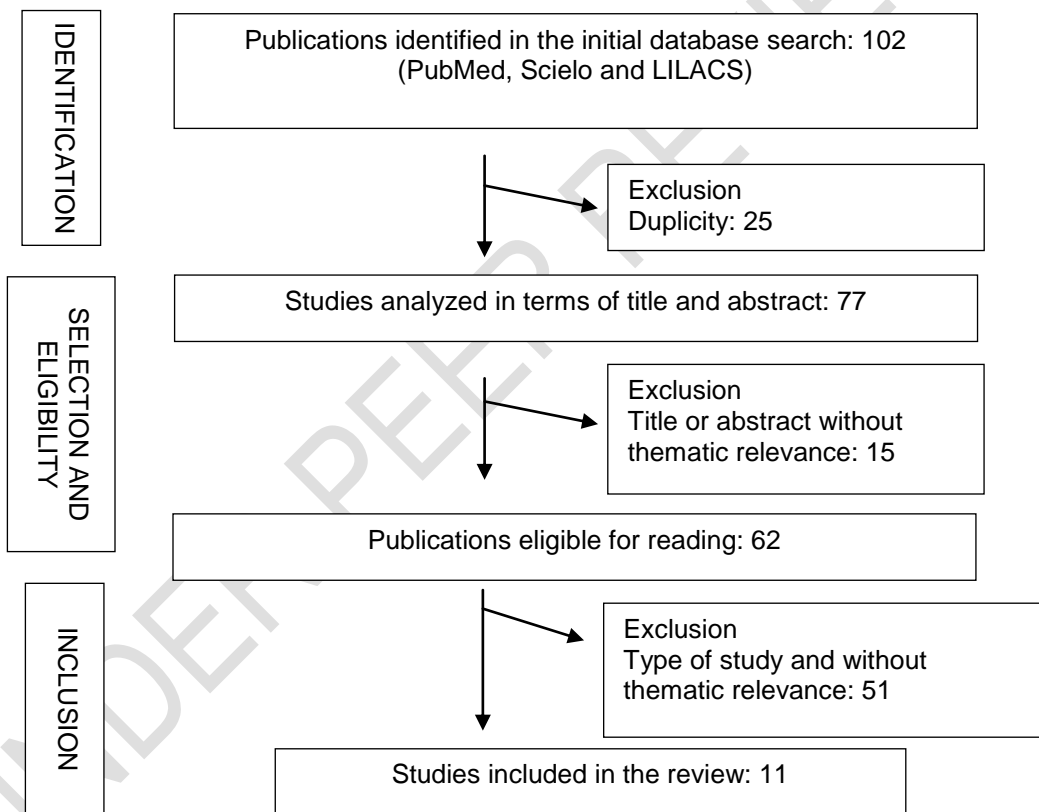 IDENTIFICATION
Publications identified in the initial database search: 102
(PubMed, Scielo and LILACS)
Exclusion
Duplicity: 25
SELECTION AND
ELIGIBILITY
Studies analyzed in terms of title and abstract: 77
Exclusion
Title or abstract without
thematic relevance: 15
Publications eligible for reading: 62
INCLUSION
Exclusion
Type of study and without
thematic relevance: 51
Studies included in the review: 11